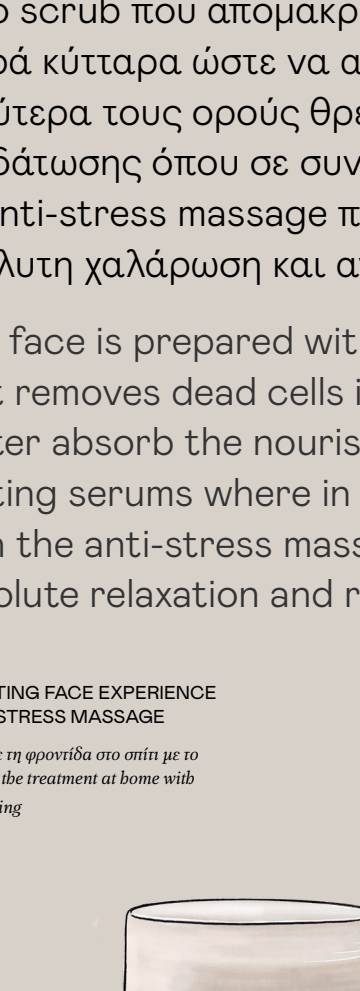 ο scrub που απομακρ
ρά κύτταρα ώστε να α
ύτερα τους ορούς θρε
δάτωσης όπου σε συν
nti-stress massage π
λυτη χαλάρωση και α
face is prepared wit
t removes dead cells i
ter absorb the nouris
ting serums where in
n the anti-stress mass
olute relaxation and r
TING FACE EXPERIENCE
STRESS MASSAGE
ε τη φροντίδα στο σπίτι με το
the treatment at home with
ing